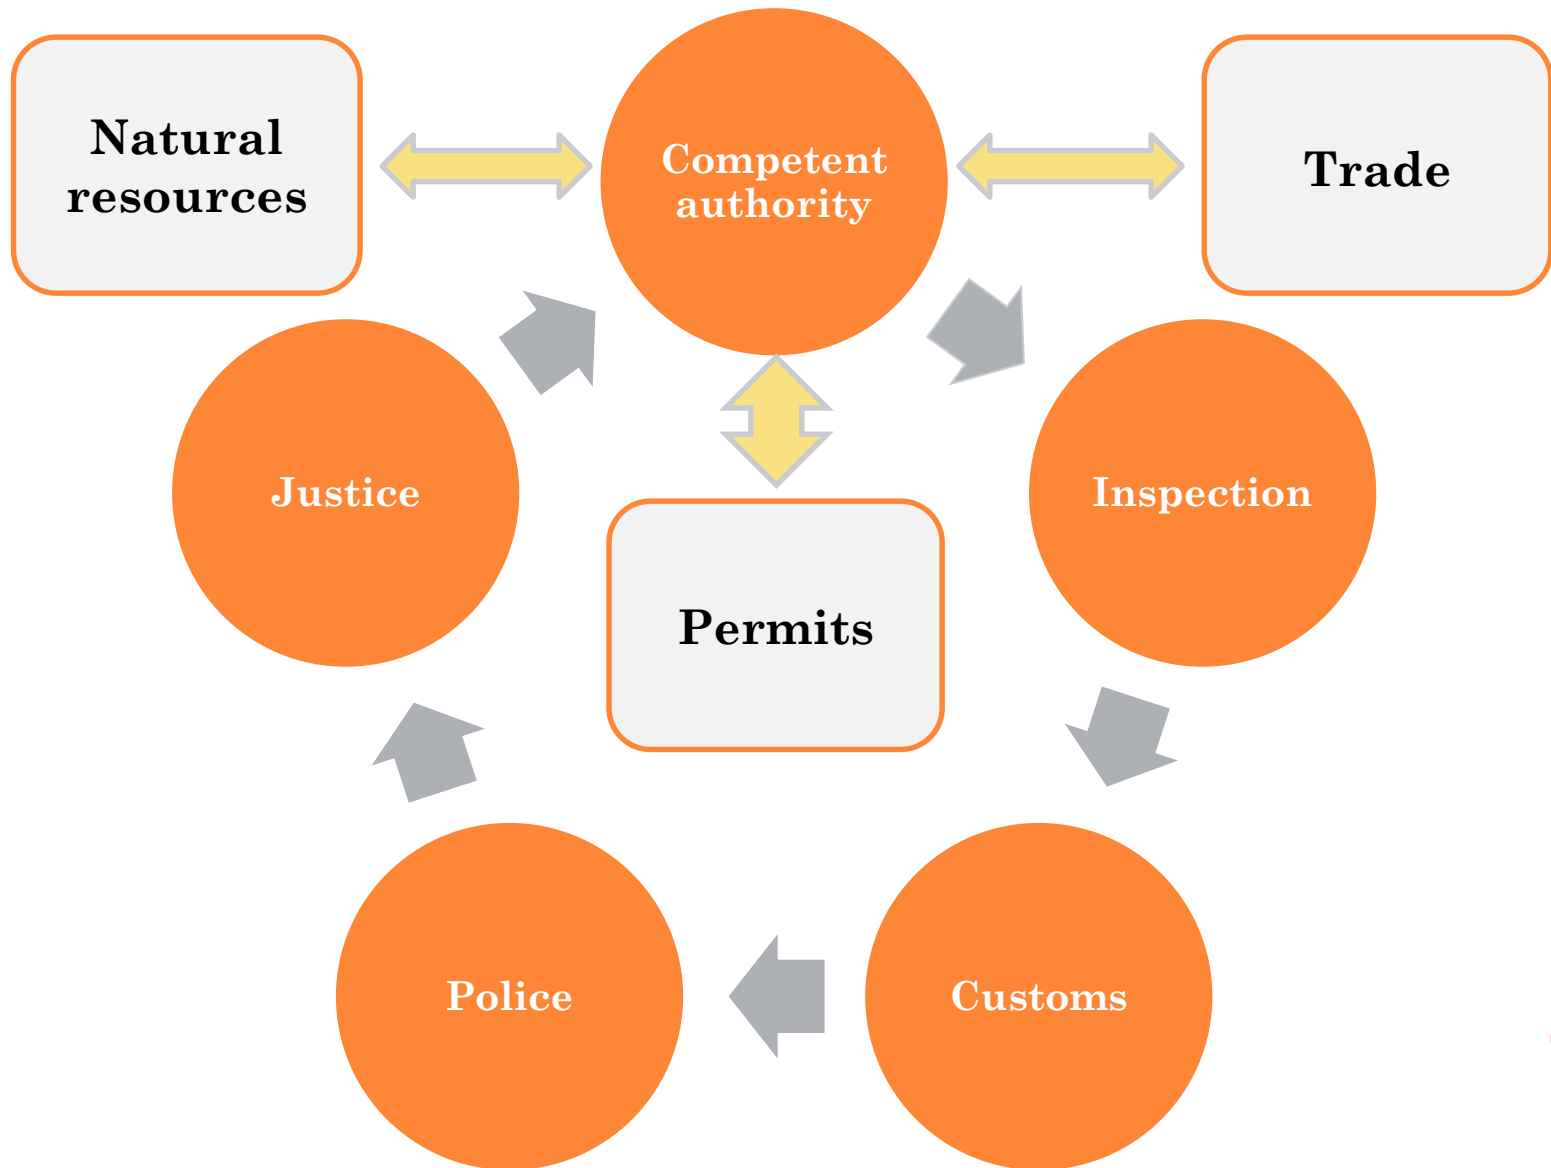 Natural
resources
Competent
authority
Trade
Justice
Inspection
Permits
Police
Customs